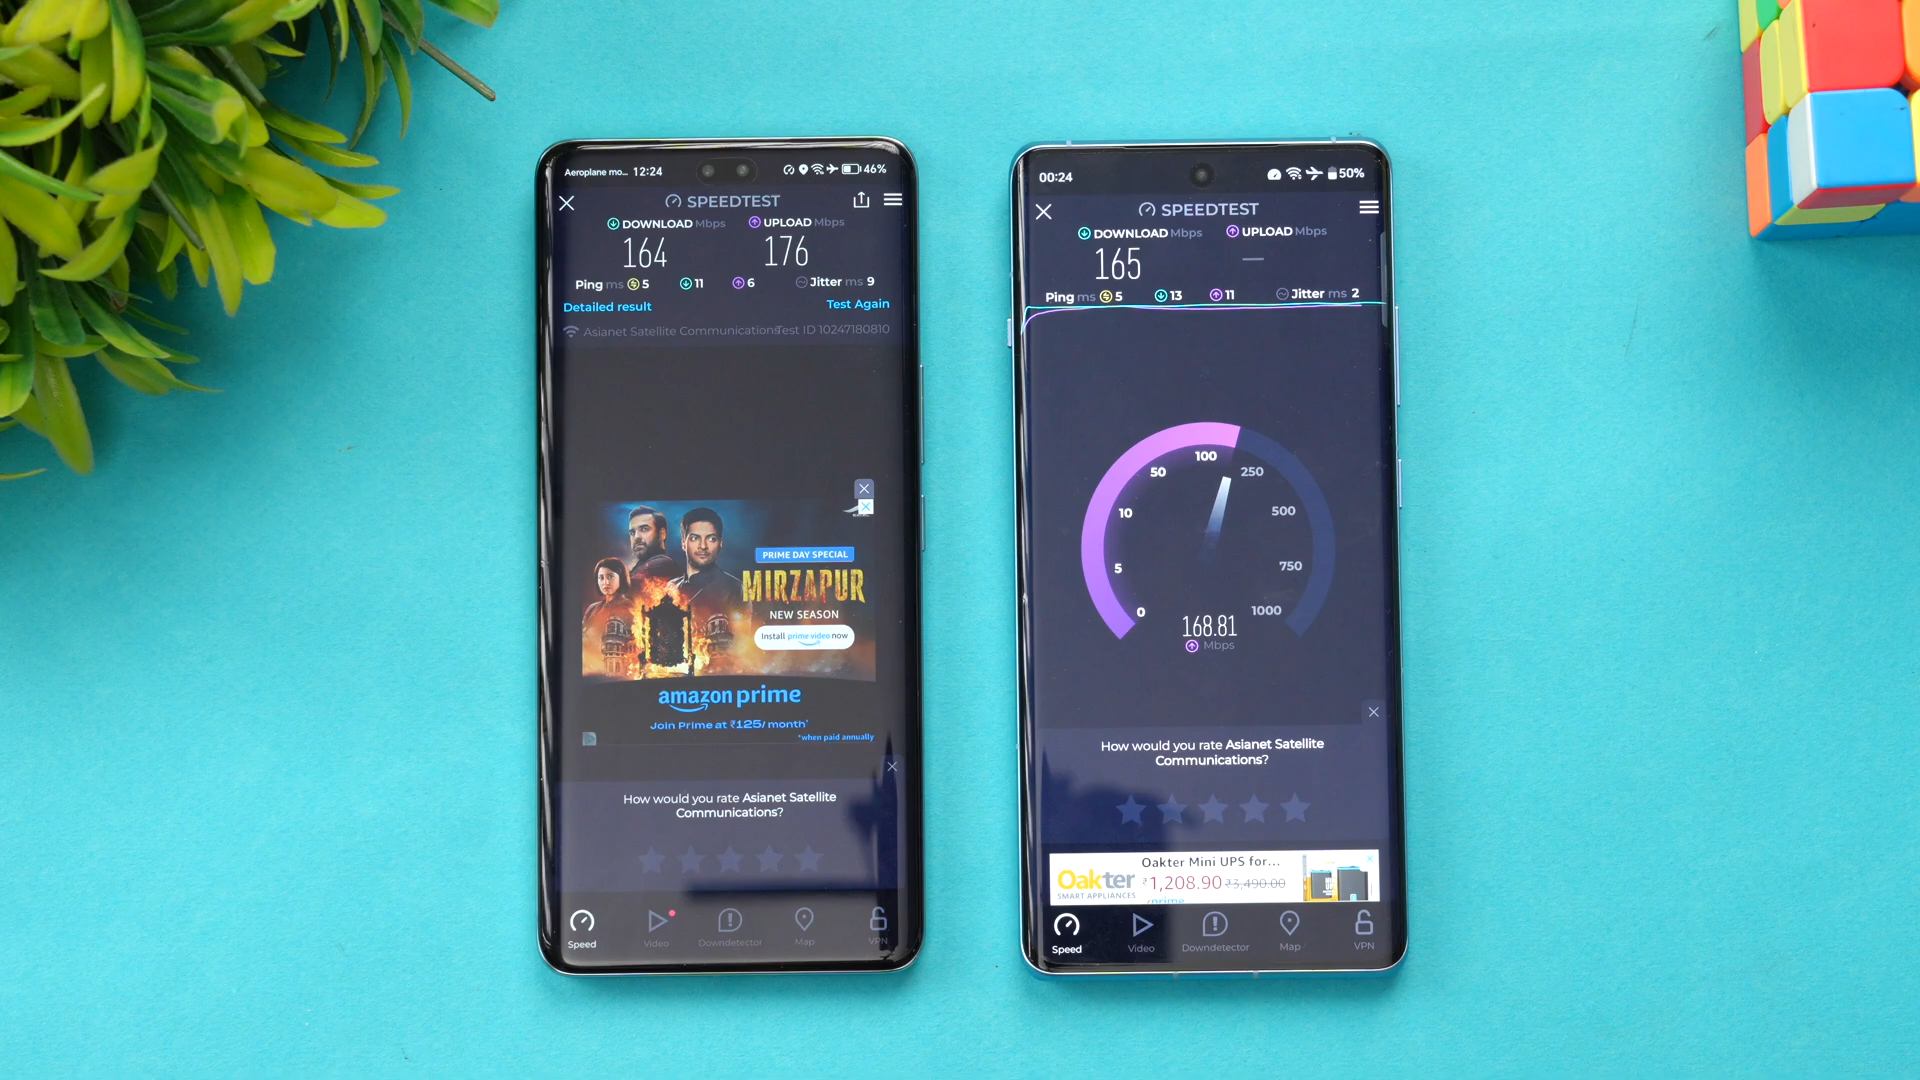 Aeroplane mo... 12:24 46%
SPEEDTEST
DOWNLOAD Mbps UPLOAD Mbps
164 176
Ping ms 5 11 6 Jitter ms 9
Detailed result Test Again
Asianet Satellite Communications Test ID 10247180810
PRIME DAY SPECIAL
MIRZAPUR
NEW SEASON
Install prime video now
amazon prime
Join Prime at ₹125/ month*
*when paid annually
How would you rate Asianet Satellite
Communications?
Speed Video Downdetector Map VPN
00:24 50%
SPEEDTEST
DOWNLOAD Mbps UPLOAD Mbps
165 —
Ping ms 5 13 11 Jitter ms 2
0 5 10 50 100 250 500 750 1000
168.81
Mbps
How would you rate Asianet Satellite
Communications?
Oakter Mini UPS for...
Oakter
SMART APPLIANCES
₹1,208.90 ₹3,490.00
prime
Speed Video Downdetector Map VPN